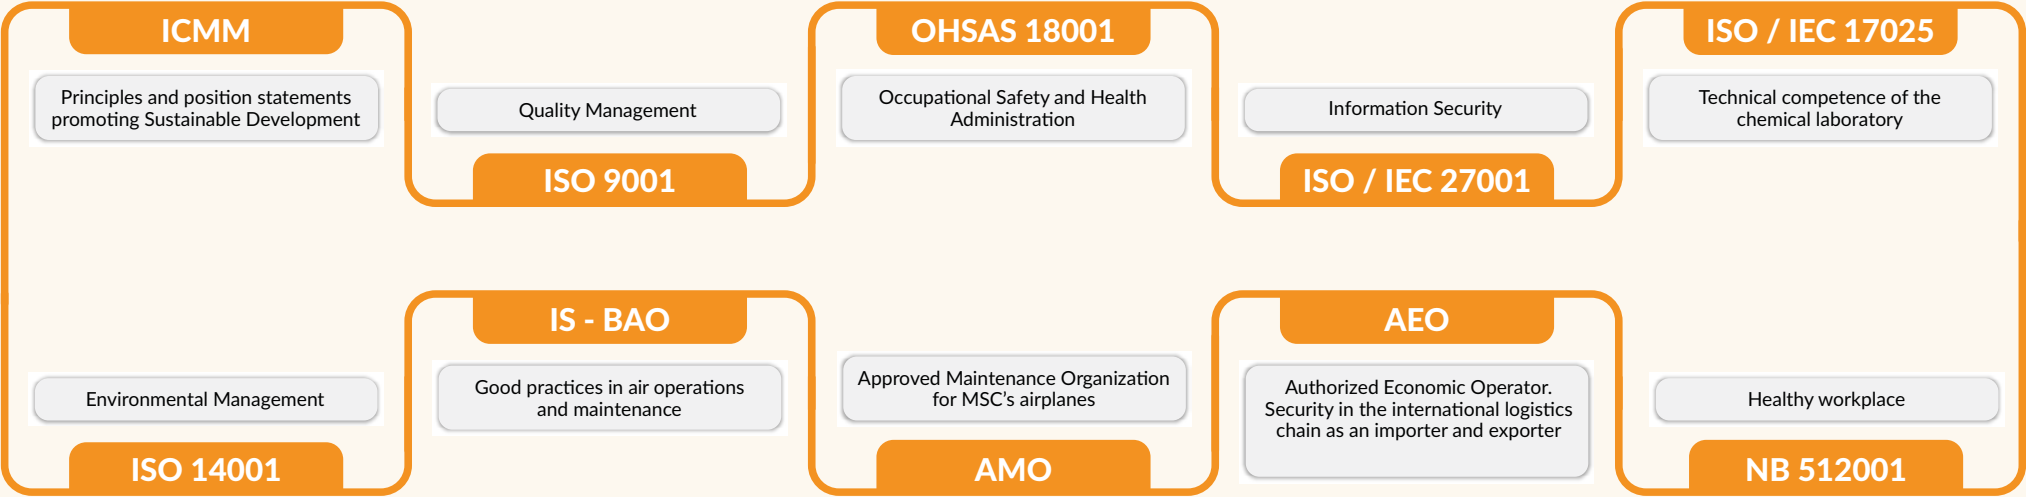 ICMM
Principles and position statements
promoting Sustainable Development
Quality Management
ISO 9001
OHSAS 18001
Occupational Safety and Health
Administration
Information Security
ISO / IEC 27001
ISO / IEC 17025
Technical competence of the
chemical laboratory
Environmental Management
ISO 14001
IS - BAO
Good practices in air operations
and maintenance
Approved Maintenance Organization
for MSC's airplanes
AMO
AEO
Authorized Economic Operator.
Security in the international logistics
chain as an importer and exporter
Healthy workplace
NB 512001